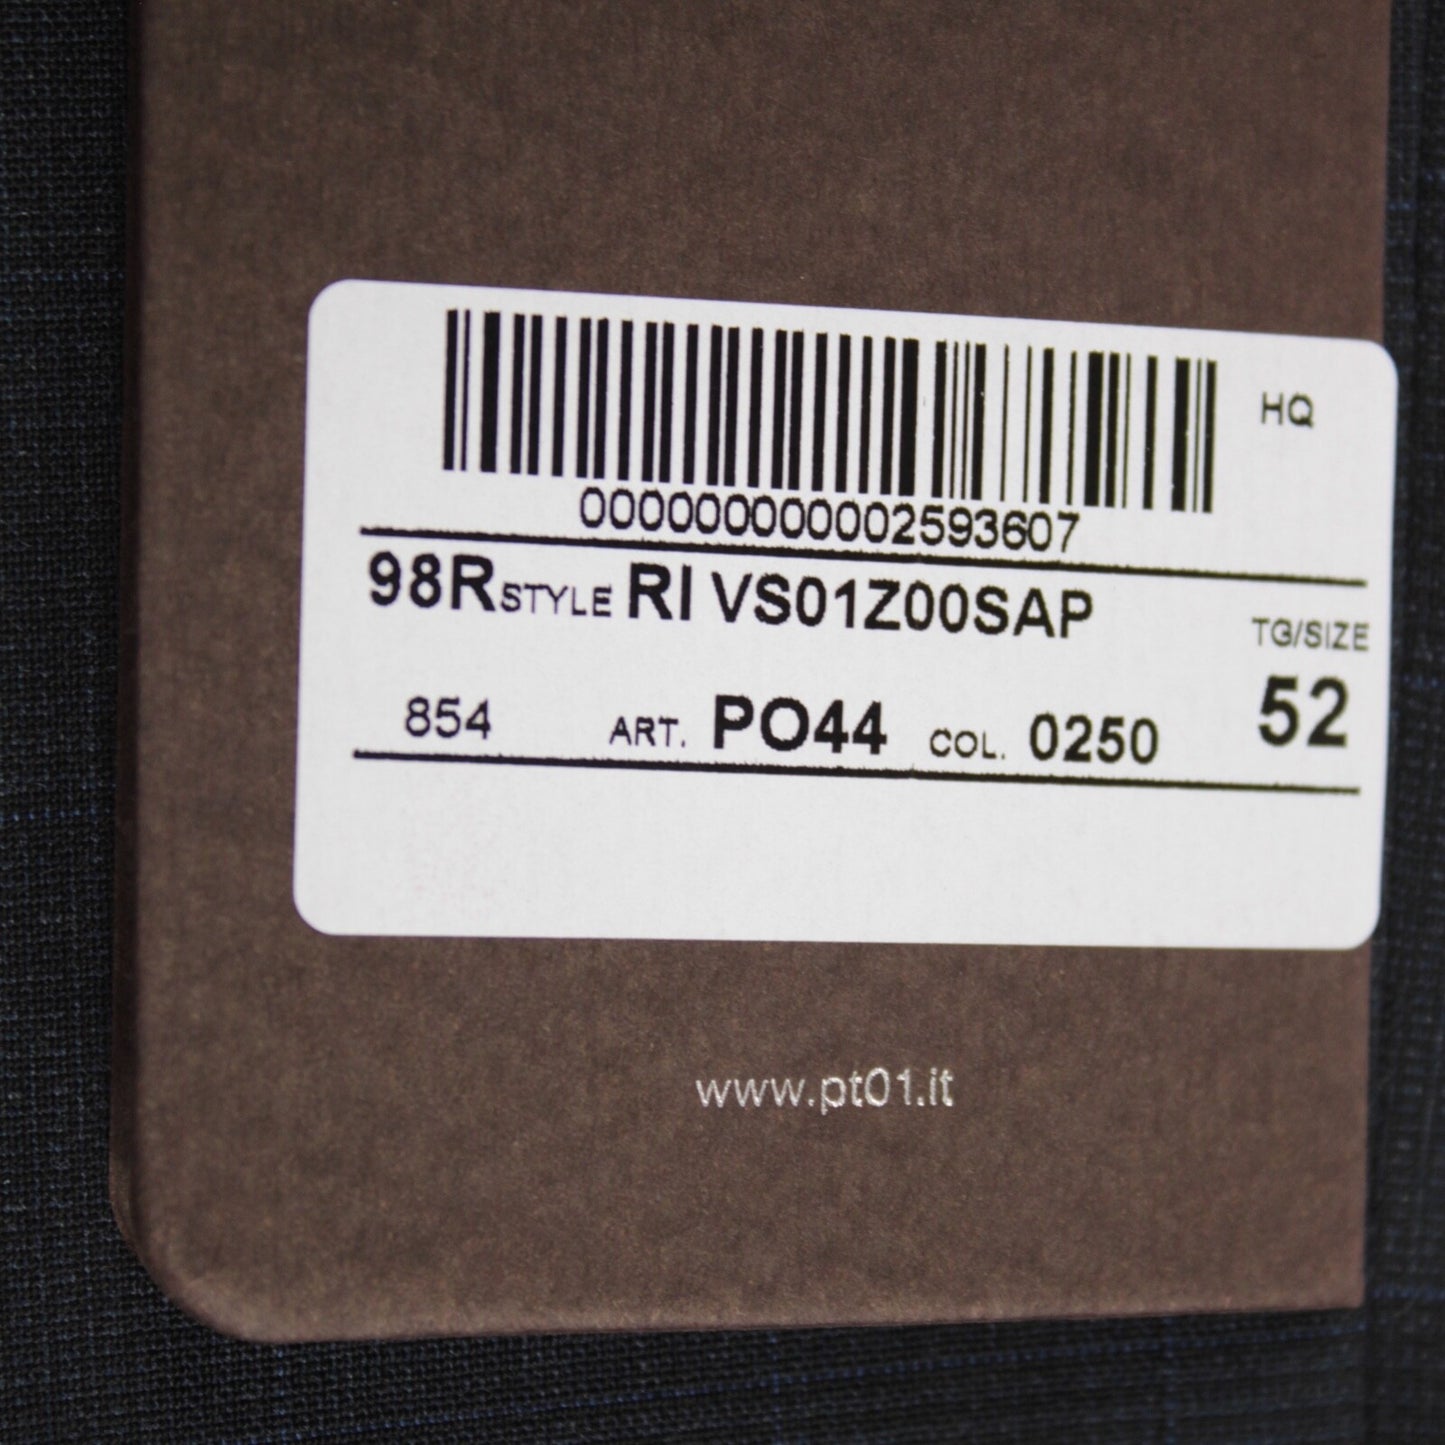 HQ
000000000002593607
98R STYLE RI VS01Z00SAP
TG/SIZE
854 ART. PO44 COL. 0250 52
www.pt01.it